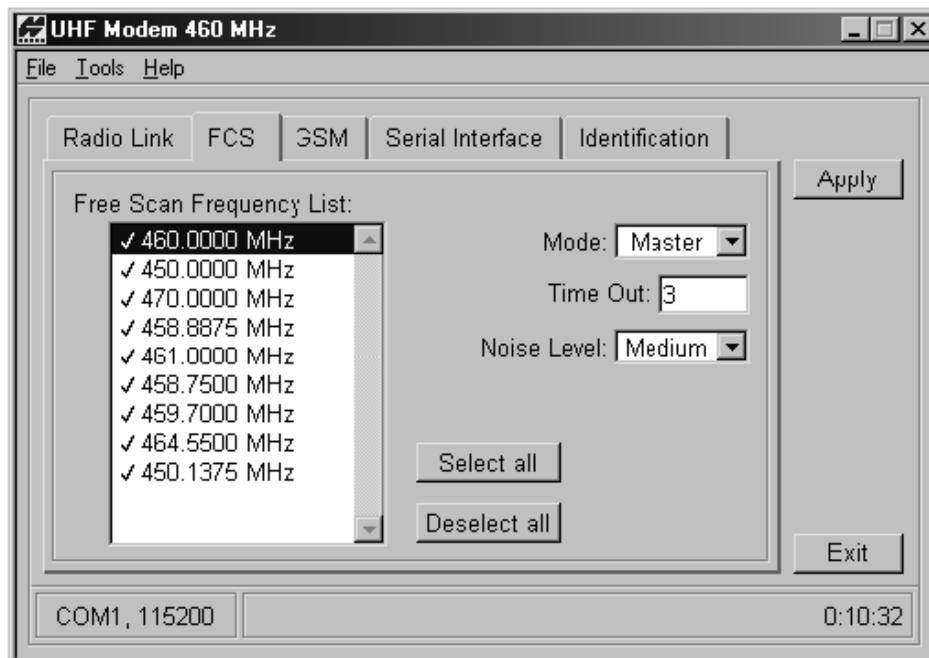 UHF Modem 460 MHz
File Tools Help
Radio Link FCS GSM Serial Interface Identification
Apply
Free Scan Frequency List:
✓ 460.0000 MHz
✓ 450.0000 MHz
✓ 470.0000 MHz
✓ 458.8875 MHz
✓ 461.0000 MHz
✓ 458.7500 MHz
✓ 459.7000 MHz
✓ 464.5500 MHz
✓ 450.1375 MHz
Mode: Master
Time Out: 3
Noise Level: Medium
Select all
Deselect all
Exit
COM1, 115200 0:10:32